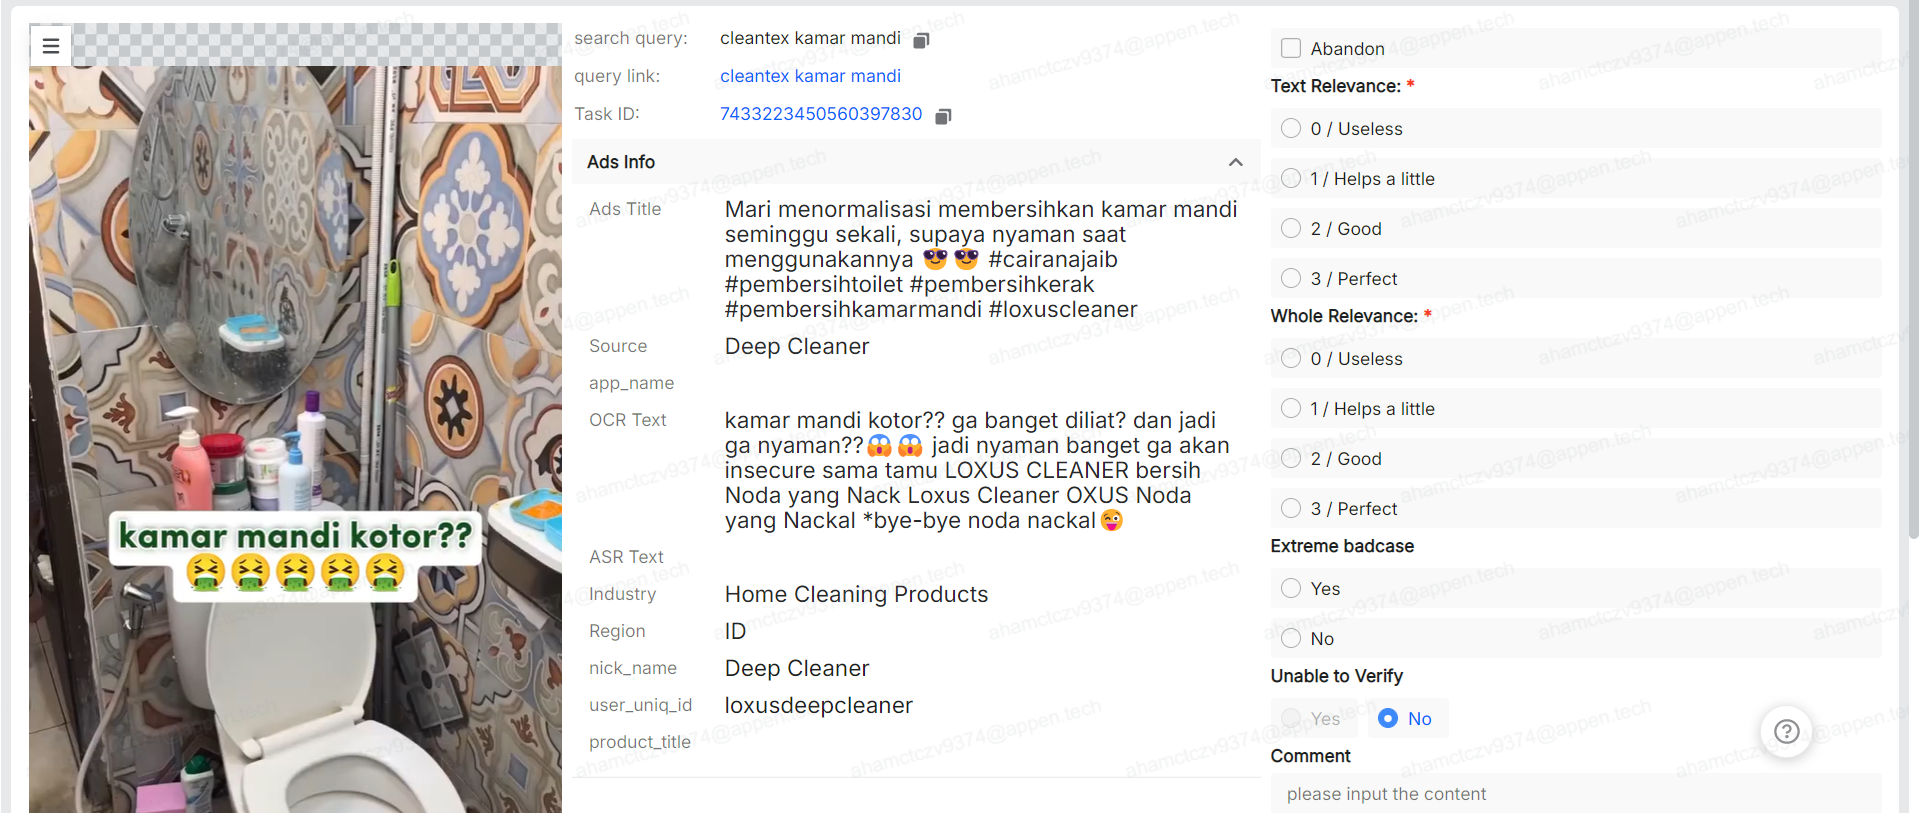 search query: cleantex kamar mandi
query link: cleantex kamar mandi
Task ID: 7433223450560397830
Ads Info
Ads Title Mari menormalisasi membersihkan kamar mandi
seminggu sekali, supaya nyaman saat
menggunakannya 😎😎 #cairanajaib
#pembersihtoilet #pembersihkerak
#pembersihkamarmandi #loxuscleaner
Source Deep Cleaner
app_name
OCR Text kamar mandi kotor?? ga banget diliat? dan jadi
ga nyaman??😱😱 jadi nyaman banget ga akan
insecure sama tamu LOXUS CLEANER bersih
Noda yang Nack Loxus Cleaner OXUS Noda
yang Nackal *bye-bye noda nackal😜
ASR Text
Industry Home Cleaning Products
Region ID
nick_name Deep Cleaner
user_uniq_id loxusdeepcleaner
product_title
kamar mandi kotor??
🤮🤮🤮🤮🤮
Abandon
Text Relevance: *
0 / Useless
1 / Helps a little
2 / Good
3 / Perfect
Whole Relevance: *
0 / Useless
1 / Helps a little
2 / Good
3 / Perfect
Extreme badcase
Yes
No
Unable to Verify
Yes No
Comment
please input the content
ahamctczv9374@appen.tech